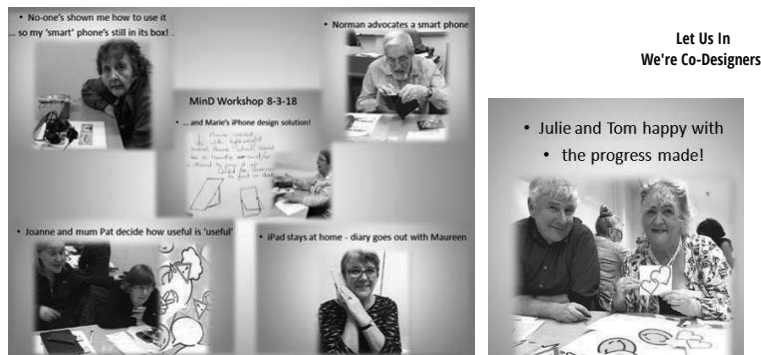 • No-one's shown me how to use it
... so my 'smart' phone's still in its box! .
• Norman advocates a smart phone
MinD Workshop 8-3-18
• ... and Marie's iPhone design solution!
Joanne and mum Pat decide how useful is 'useful'
• iPad stays at home - diary goes out with Maureen
Let Us In
We're Co-Designers
• Julie and Tom happy with
• the progress made!